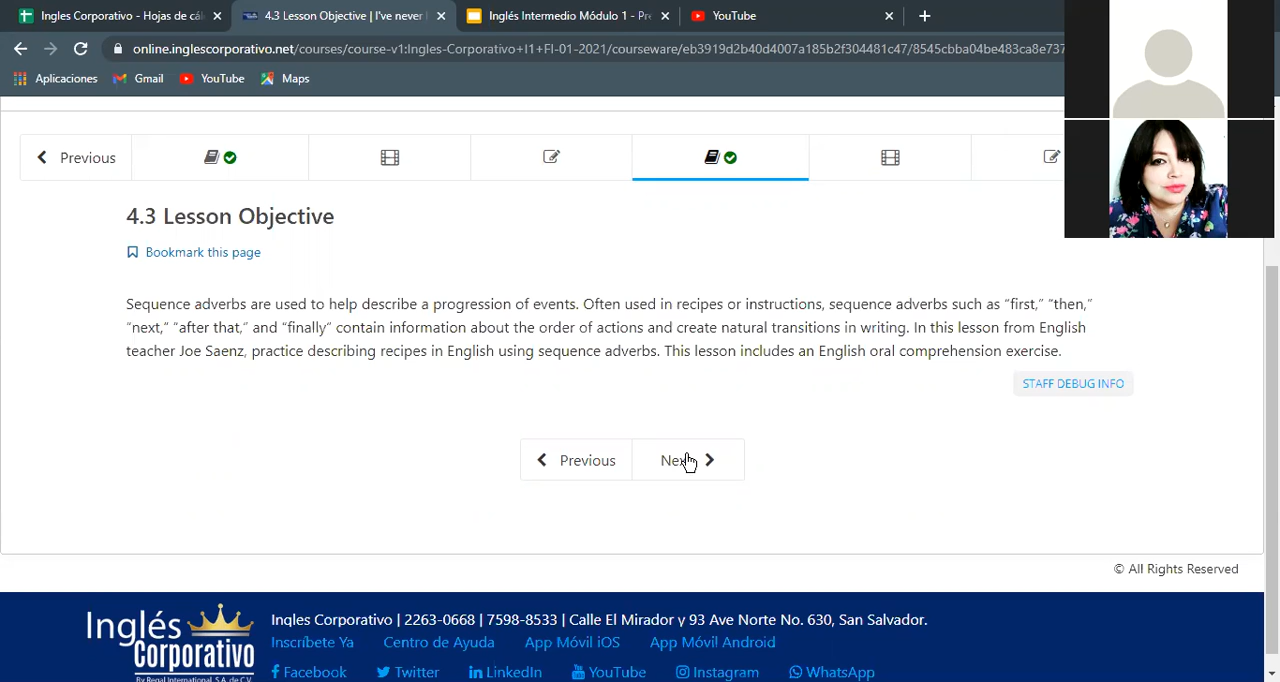 Ingles Corporativo - Hojas de cál
4.3 Lesson Objective | I've never
Inglés Intermedio Módulo 1 - Pre
YouTube
online.inglescorporativo.net/courses/course-v1:Ingles-Corporativo+I1+FI-01-2021/courseware/eb3919d2b40d4007a185b2f304481c47/8545cbba04be483ca8e737
Aplicaciones
Gmail
YouTube
Maps
Previous
4.3 Lesson Objective
Bookmark this page
Sequence adverbs are used to help describe a progression of events. Often used in recipes or instructions, sequence adverbs such as “first,” “then,”
“next,” “after that,” and “finally” contain information about the order of actions and create natural transitions in writing. In this lesson from English
teacher Joe Saenz, practice describing recipes in English using sequence adverbs. This lesson includes an English oral comprehension exercise.
STAFF DEBUG INFO
Previous
Next
© All Rights Reserved
Inglés
Corporativo
By Regal International, S.A. de C.V.
Ingles Corporativo | 2263-0668 | 7598-8533 | Calle El Mirador y 93 Ave Norte No. 630, San Salvador.
Inscríbete Ya
Centro de Ayuda
App Móvil iOS
App Móvil Android
Facebook
Twitter
LinkedIn
YouTube
Instagram
WhatsApp